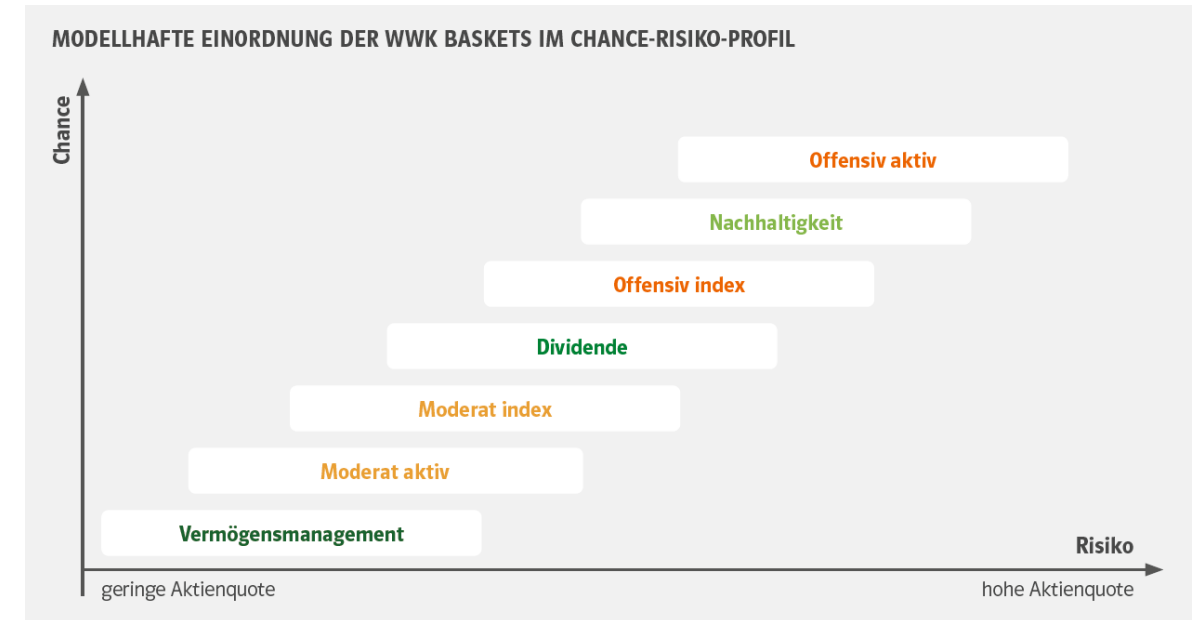 MODELLHAFTE EINORDNUNG DER WWK BASKETS IM CHANCE-RISIKO-PROFIL
Chance
Offensiv aktiv
Nachhaltigkeit
Offensiv index
Dividende
Moderat index
Moderat aktiv
Vermögensmanagement
Risiko
geringe Aktienquote
hohe Aktienquote